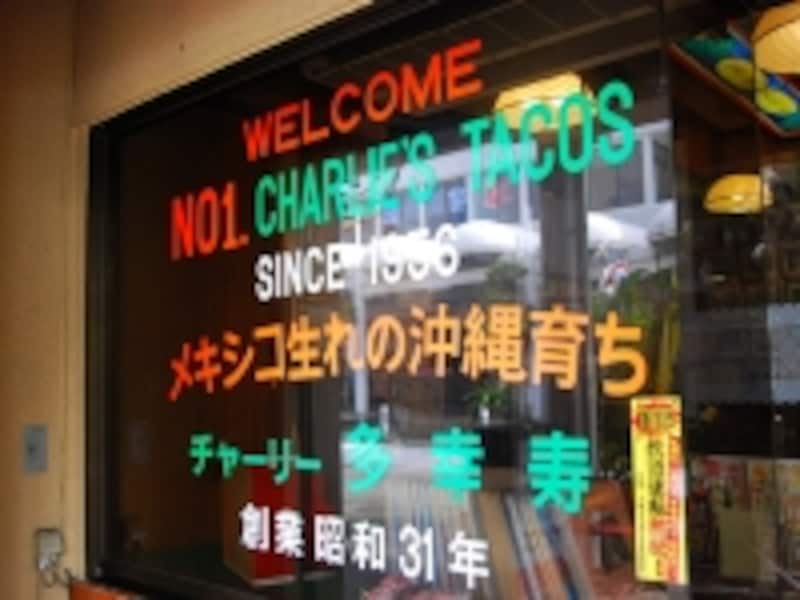 WELCOME
NO1. CHARLIE'S TACOS
SINCE 1956
メキシコ生れの沖縄育ち
チャーリー 多幸寿
創業昭和31年